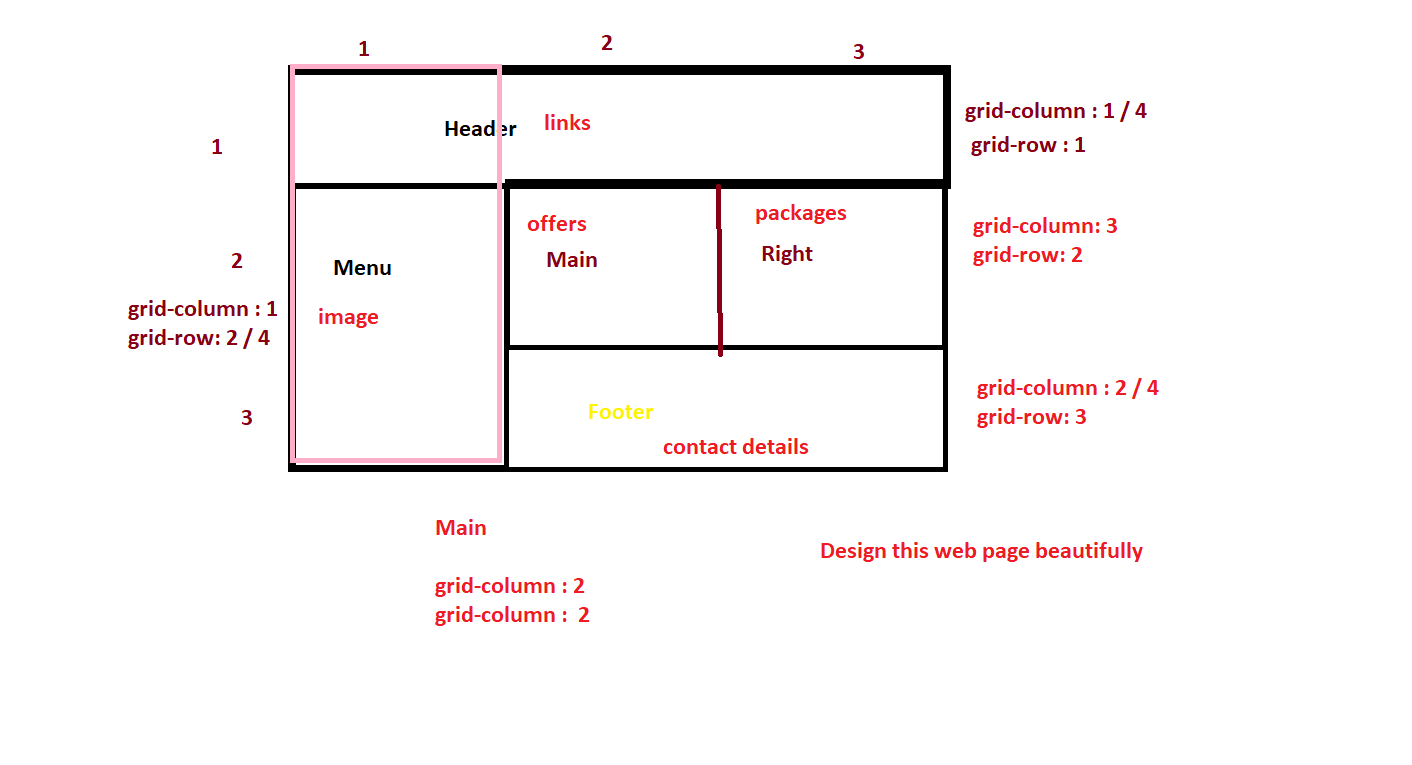 1
2
3
grid-column : 1 / 4
Header
links
1
grid-row : 1
packages
offers
grid-column: 3
Main
Right
grid-row: 2
2
Menu
grid-column : 1
image
grid-row: 2 / 4
grid-column : 2 / 4
Footer
3
grid-row: 3
contact details
Main
Design this web page beautifully
grid-column : 2
grid-column :  2